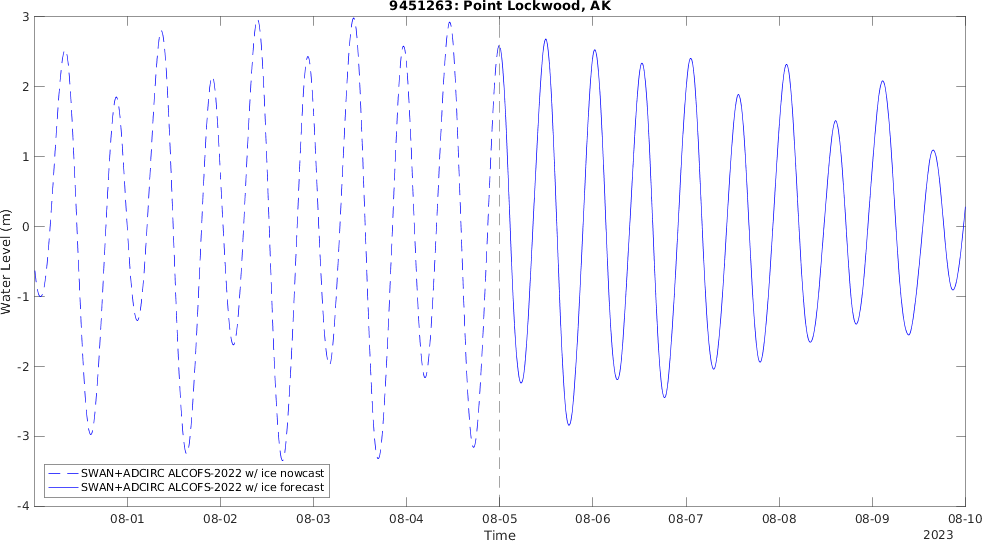 9451263: Point Lockwood, AK
Water Level (m)
3
2
1
0
-1
-2
-3
-4
SWAN+ADCIRC ALCOFS-2022 w/ ice nowcast
SWAN+ADCIRC ALCOFS-2022 w/ ice forecast
08-01 08-02 08-03 08-04 08-05 08-06 08-07 08-08 08-09 08-10
Time
2023